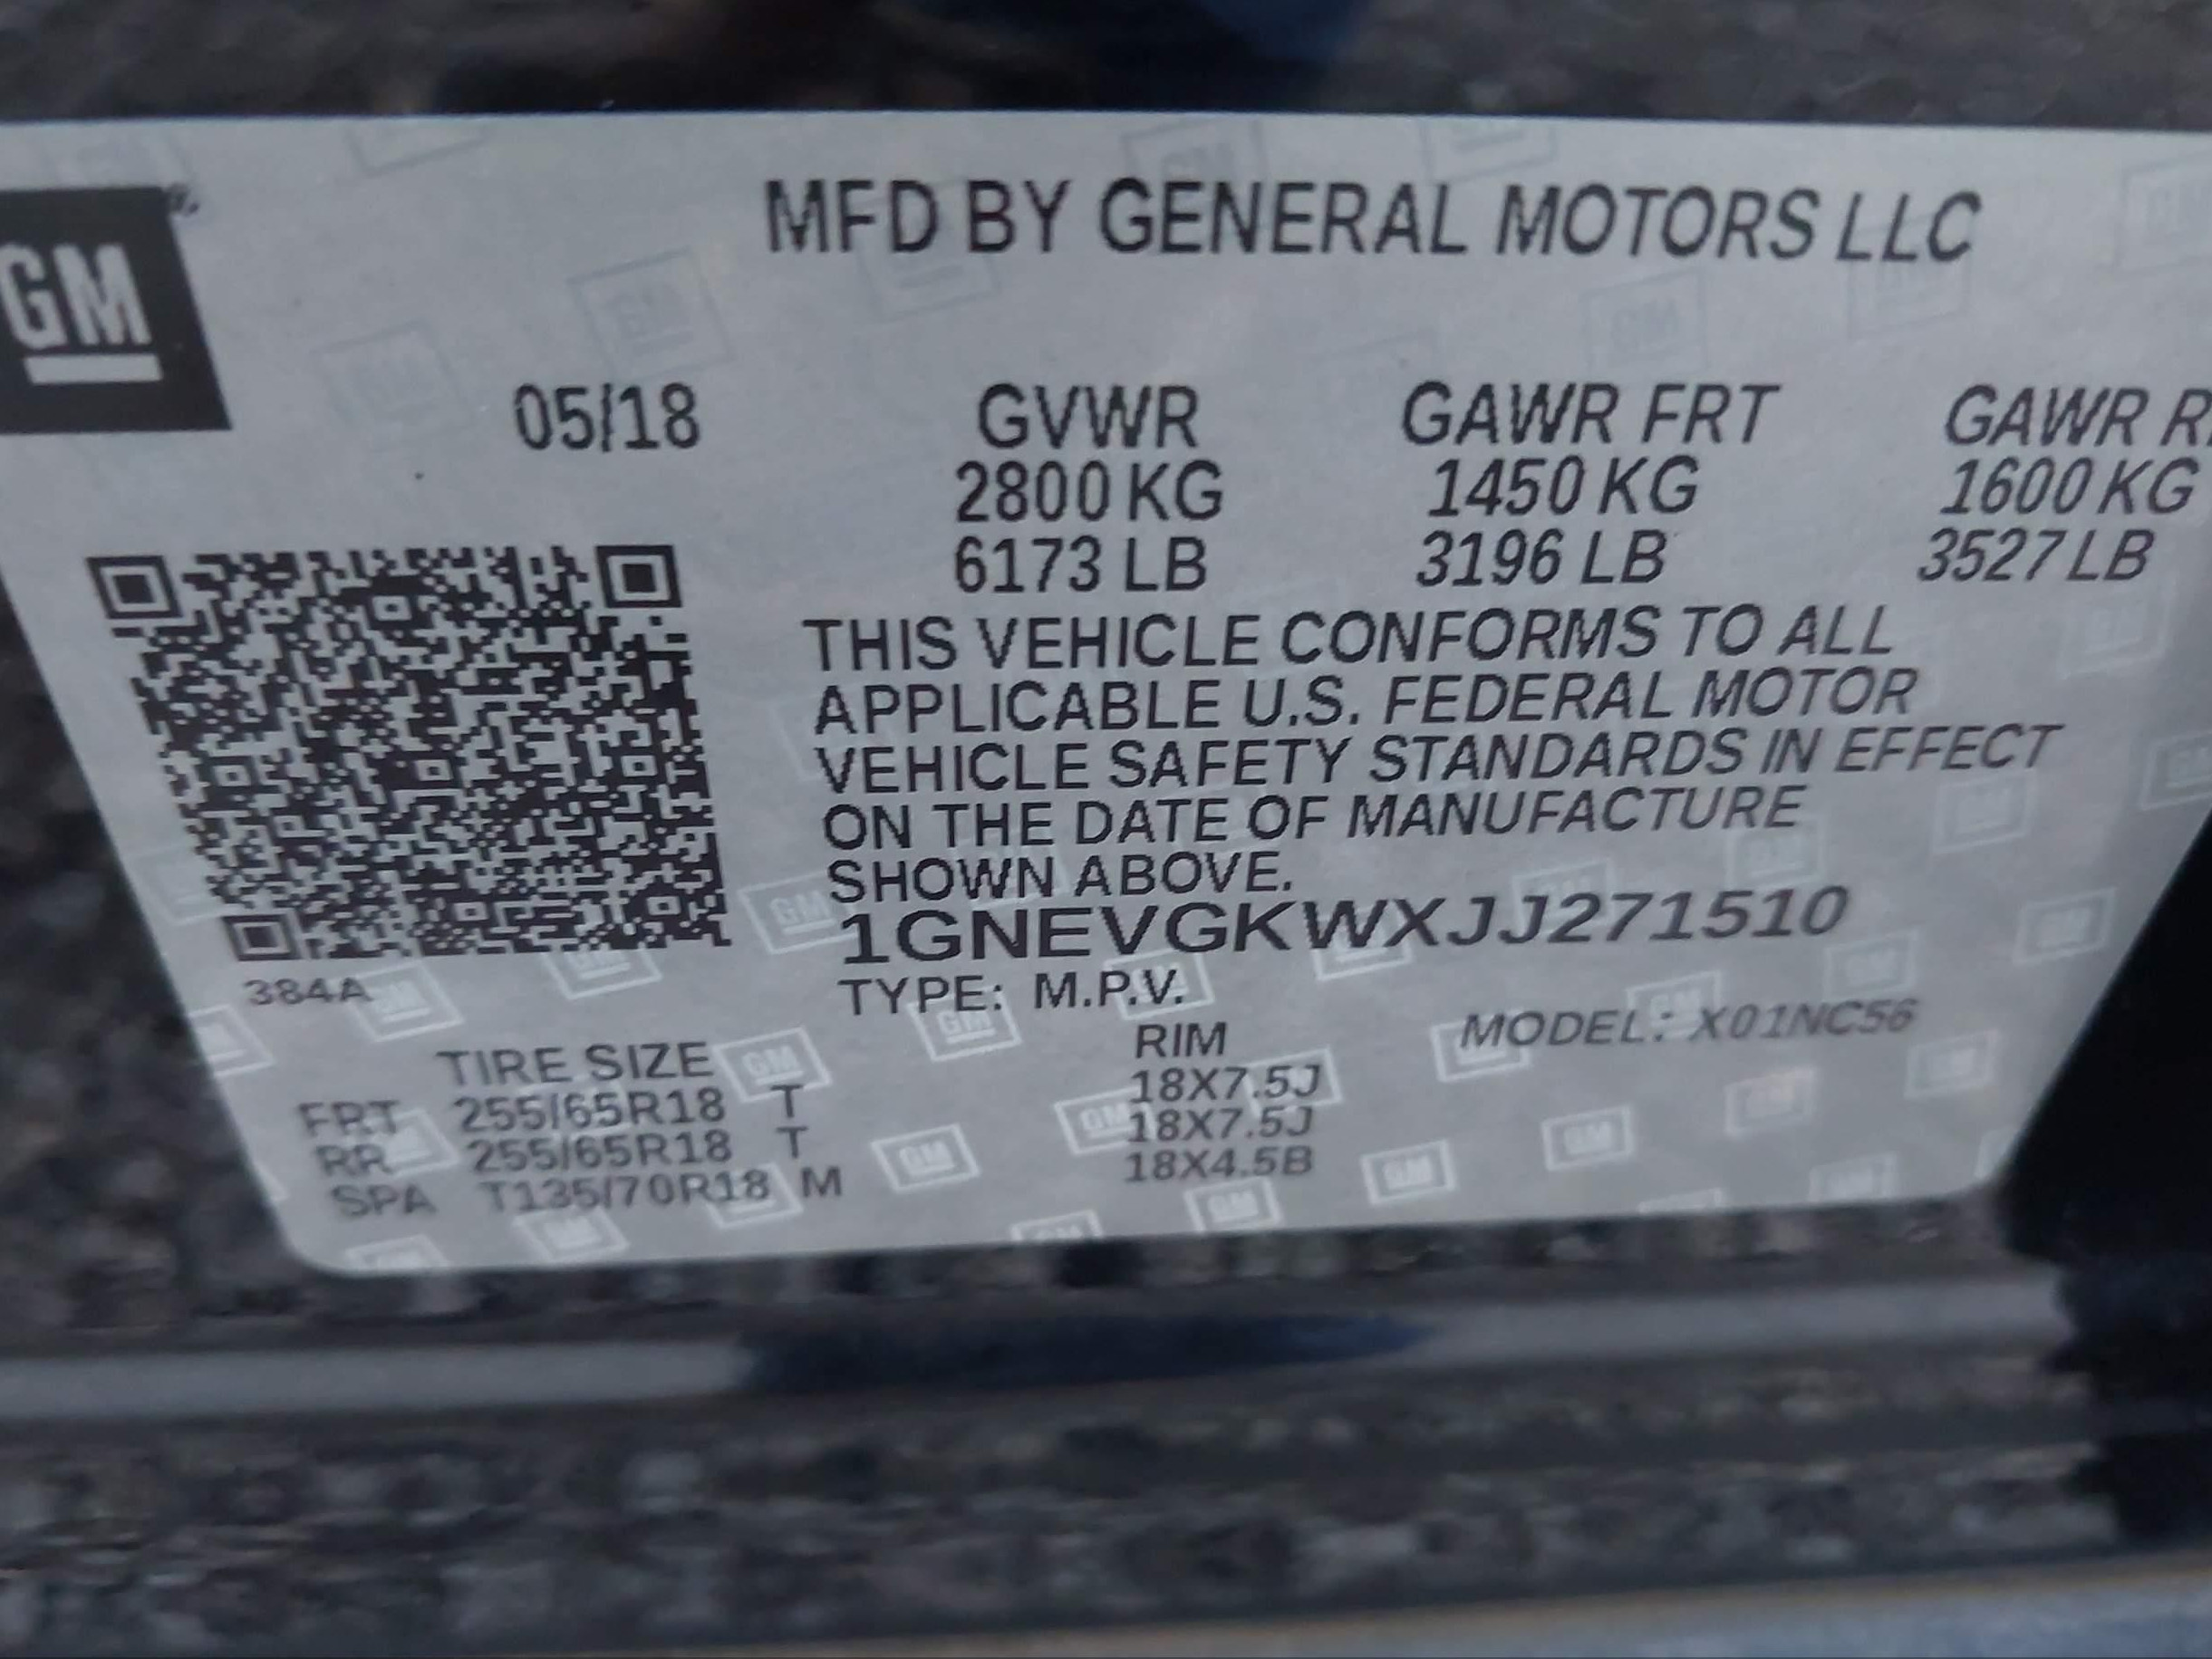 GM
MFD BY GENERAL MOTORS LLC
05/18 GVWR GAWR FRT GAWR
2800 KG 1450 KG 1600 KG
6173 LB 3196 LB 3527 LB
THIS VEHICLE CONFORMS TO ALL
APPLICABLE U.S. FEDERAL MOTOR
VEHICLE SAFETY STANDARDS IN EFFECT
ON THE DATE OF MANUFACTURE
SHOWN ABOVE.
1GNEVGKWXJJ271510
384A
TYPE: M.P.V. MODEL: X01NC56
TIRE SIZE RIM
FRT 255/65R18 T 18X7.5J
RR 255/65R18 T 18X7.5J
SPA T135/70R18 M 18X4.5B